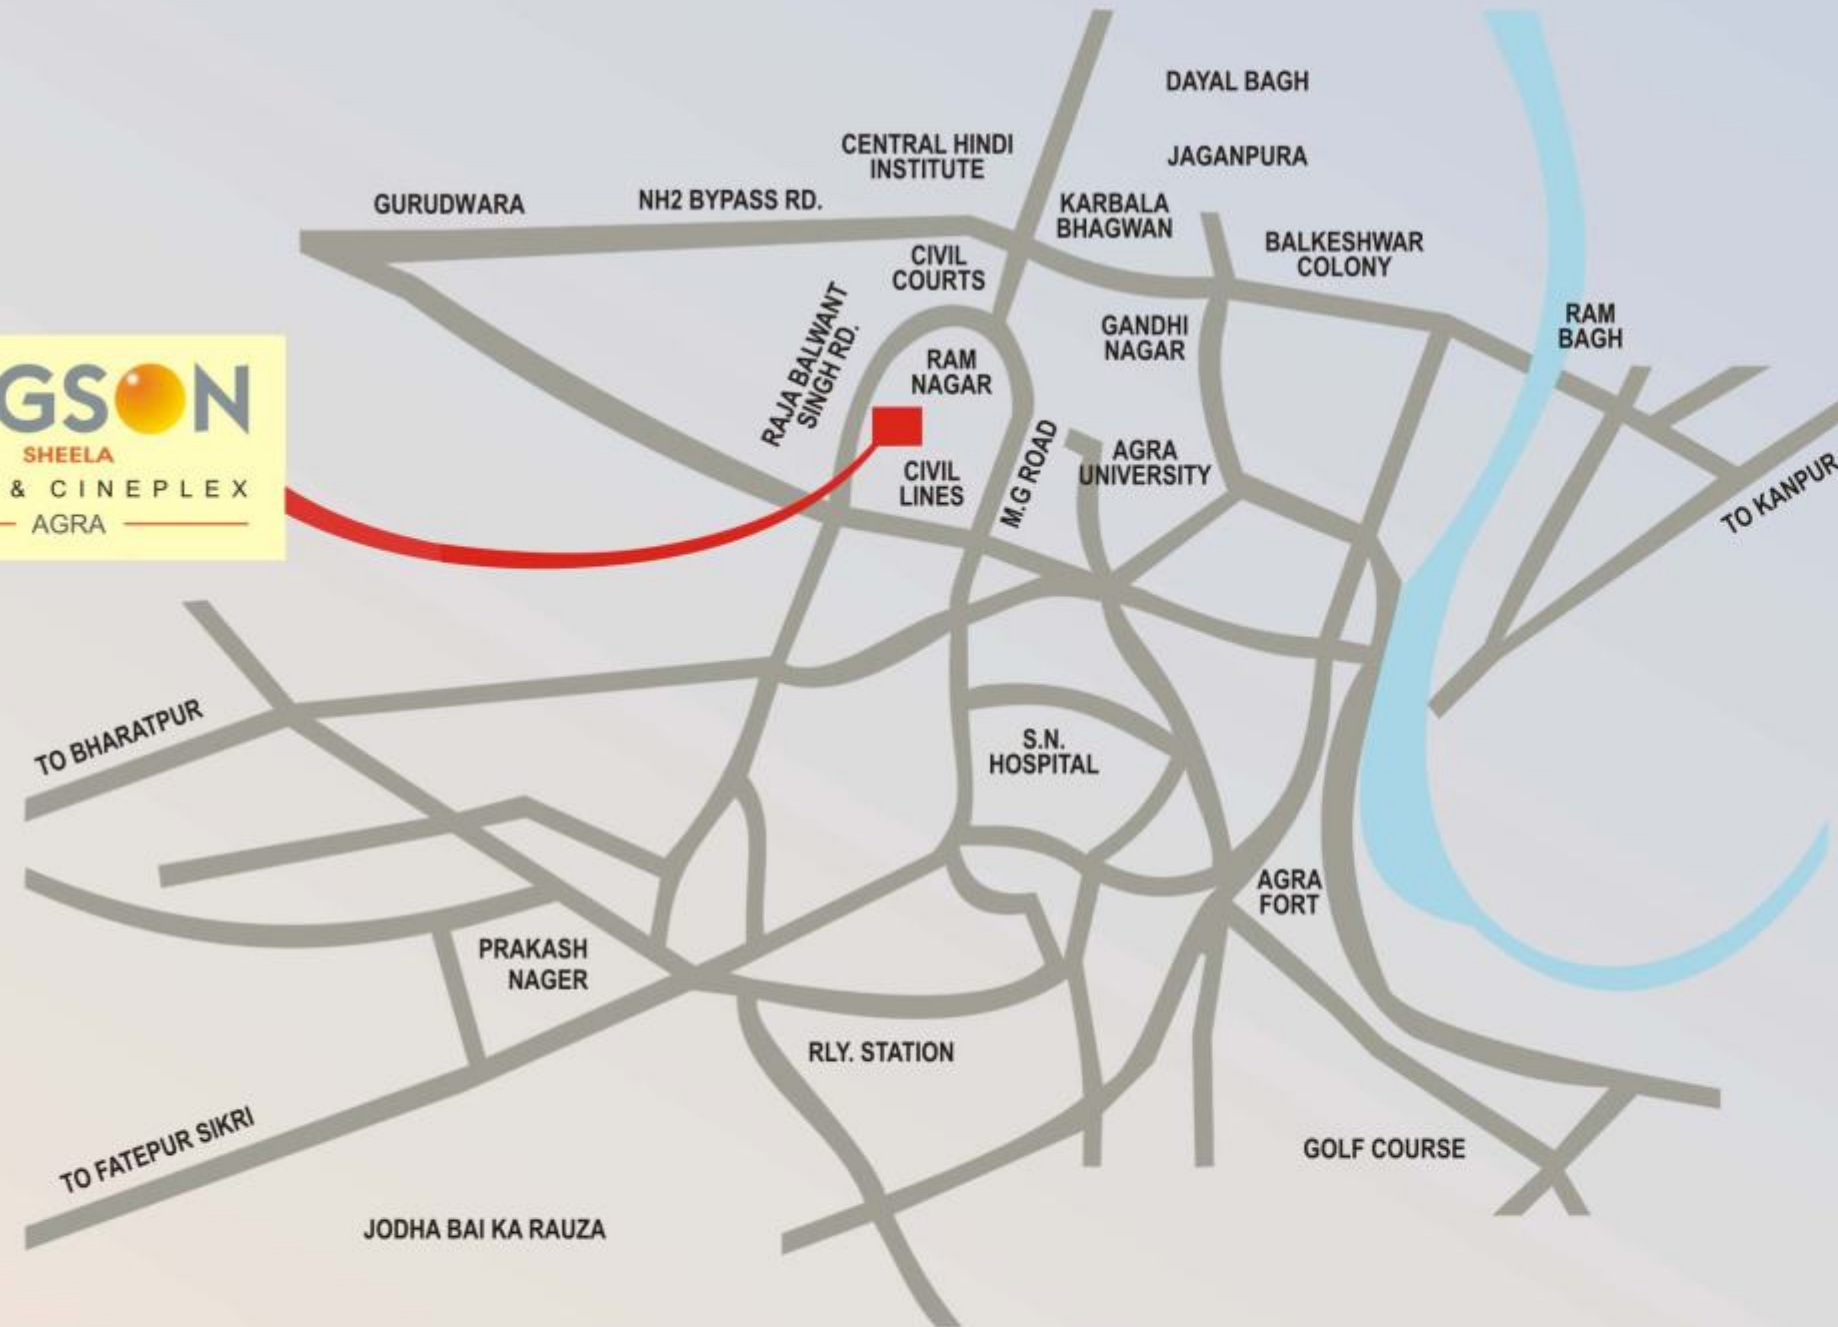 DAYAL BAGH
CENTRAL HINDI
INSTITUTE
JAGANPURA
GURUDWARA
NH2 BYPASS RD.
KARBALA
BHAGWAN
CIVIL
COURTS
BALKESHWAR
COLONY
RAJA BALWANT
SINGH RD.
GANDHI
NAGAR
RAM
BAGH
RAM
NAGAR
GSON
SHEELA
& CINEPLEX
AGRA
CIVIL
LINES
M.G ROAD
AGRA
UNIVERSITY
TO KANPUR
TO BHARATPUR
S.N.
HOSPITAL
AGRA
FORT
PRAKASH
NAGER
RLY. STATION
TO FATEPUR SIKRI
GOLF COURSE
JODHA BAI KA RAUZA